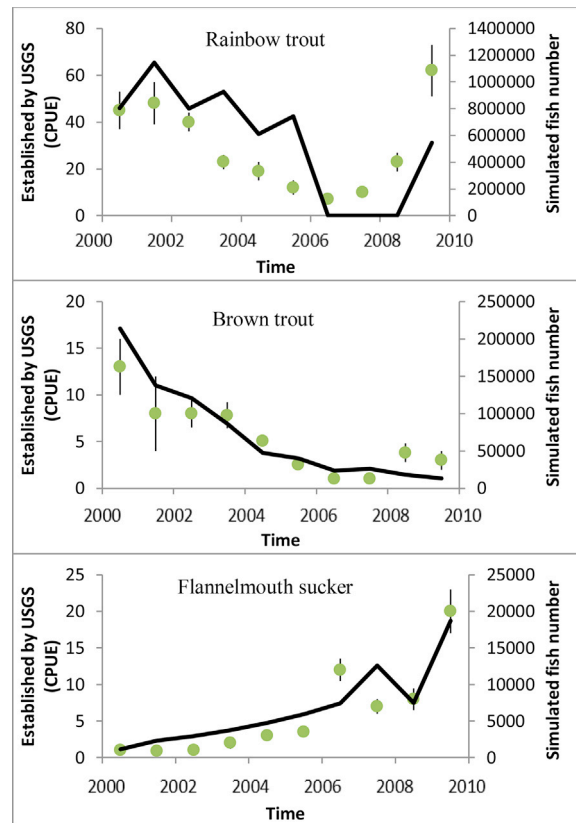 Rainbow trout
Established by USGS
(CPUE)
80
60
40
20
0
1400000
1200000
1000000
800000
600000
400000
200000
0
Simulated fish number
2000 2002 2004 2006 2008 2010
Time
Brown trout
Established by USGS
(CPUE)
20
15
10
5
0
250000
200000
150000
100000
50000
0
Simulated fish number
2000 2002 2004 2006 2008 2010
Time
Flannelmouth sucker
Established by USGS
(CPUE)
25
20
15
10
5
0
25000
20000
15000
10000
5000
0
Simulated fish number
2000 2002 2004 2006 2008 2010
Time